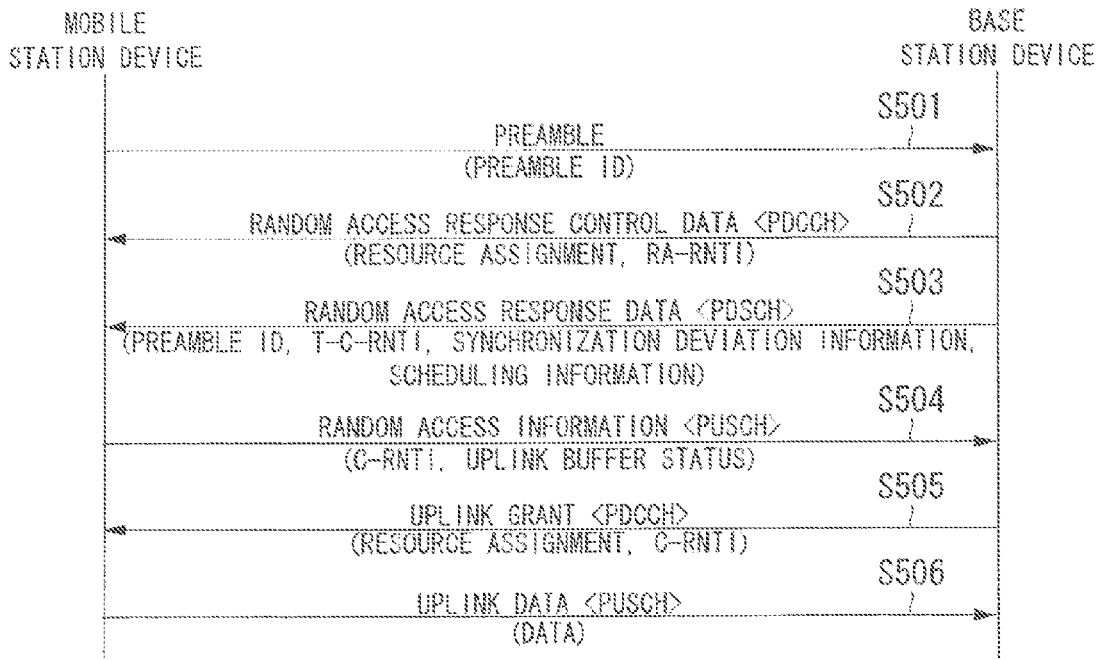 MOBILE
STATION DEVICE
BASE
STATION DEVICE
S501
PREAMBLE
(PREAMBLE ID)
S502
RANDOM ACCESS RESPONSE CONTROL DATA <PDCCH>
(RESOURCE ASSIGNMENT, RA-RNTI)
S503
RANDOM ACCESS RESPONSE DATA <PDSCH>
(PREAMBLE ID, T-C-RNTI, SYNCHRONIZATION DEVIATION INFORMATION,
SCHEDULING INFORMATION)
S504
RANDOM ACCESS INFORMATION <PUSCH>
(C-RNTI, UPLINK BUFFER STATUS)
S505
UPLINK GRANT <PDCCH>
(RESOURCE ASSIGNMENT, C-RNTI)
S506
UPLINK DATA <PUSCH>
(DATA)